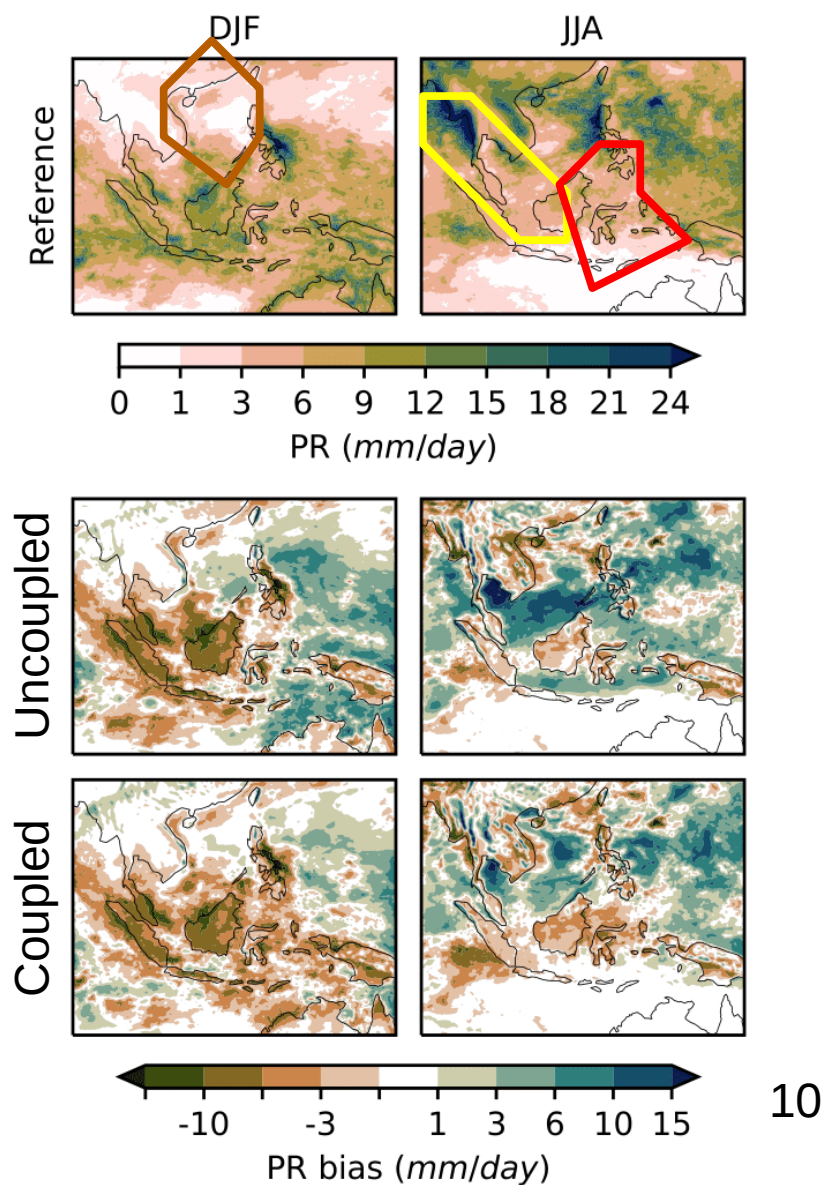 DJF JJA
Reference
0 1 3 6 9 12 15 18 21 24
PR (mm/day)
Uncoupled
Coupled
-10 -3 1 3 6 10 15
PR bias (mm/day)
10